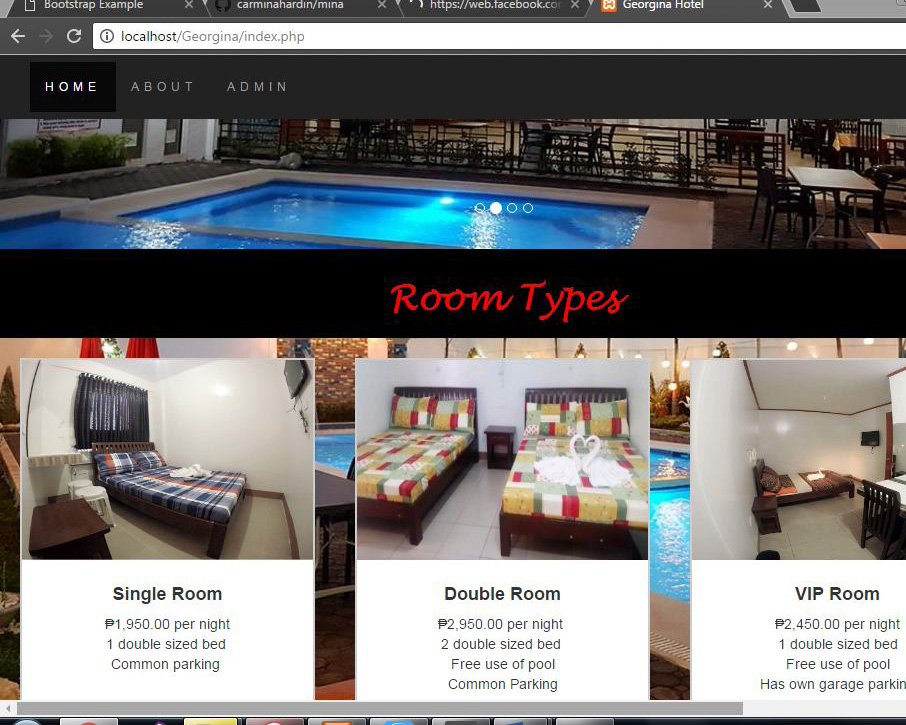 Bootstrap Example
carminahardin/mina
https://web.facebook.co
Georgina Hotel
localhost/Georgina/index.php
HOME ABOUT ADMIN
Room Types
Single Room
₱1,950.00 per night
1 double sized bed
Common parking
Double Room
₱2,950.00 per night
2 double sized bed
Free use of pool
Common Parking
VIP Room
₱2,450.00 per night
1 double sized bed
Free use of pool
Has own garage parkin